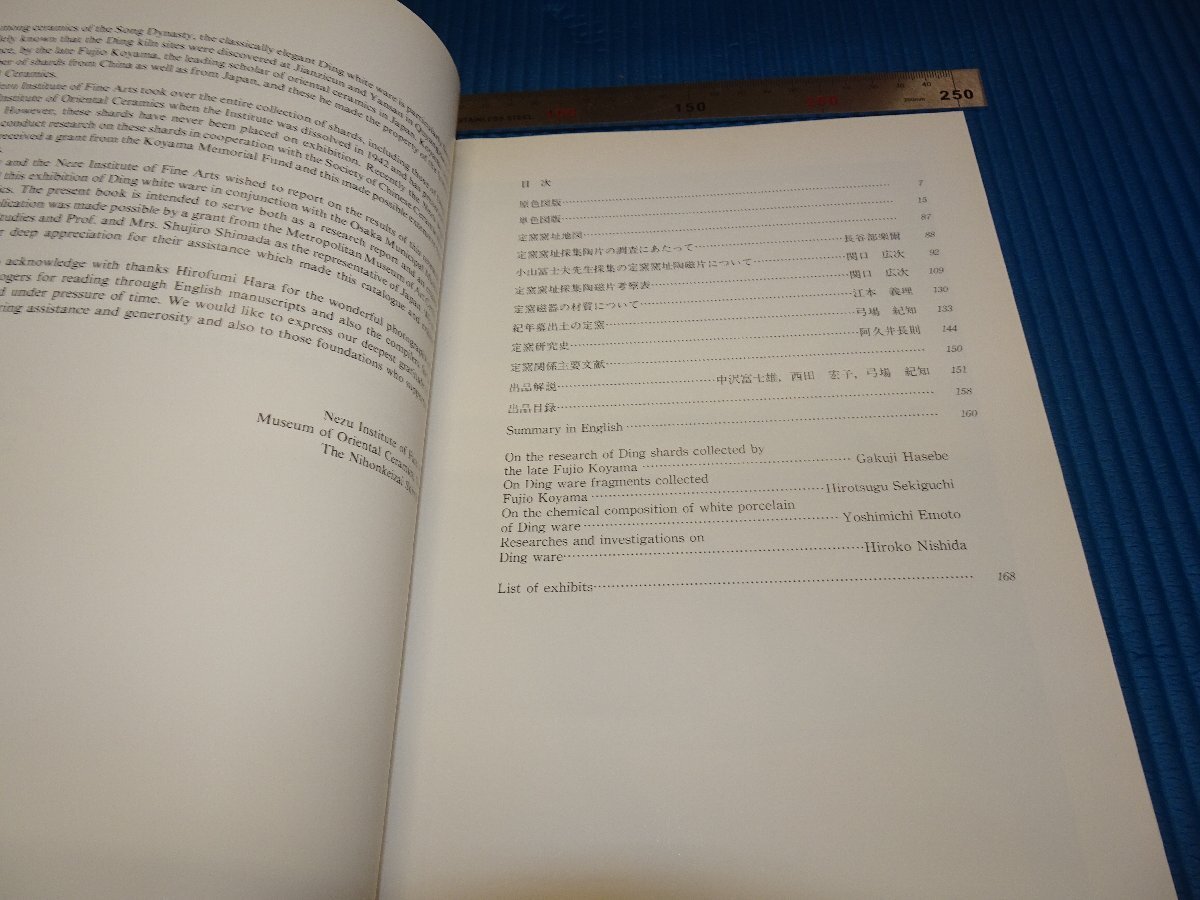 among ceramics of the Song Dynasty, the classically elegant Ding white ware is particular
known that the Ding kiln sites were discovered at Jianzicun and Yanshan in
by the late Fujio Koyama, the leading scholar of oriental ceramics in Japan. Koyama
of shards from China as well as from Japan, and these he made the property of the
Ceramics.
Institute of Fine Arts took over the entire collection of shards, including these
Institute of Oriental Ceramics when the Institute was dissolved in 1942 and has
However, these shards have never been placed on exhibition. Recently the
conduct research on these shards in cooperation with the Society of Chinese Ceramic
received a grant from the Koyama Memorial Fund and this made possible
and the Nezu Institute of Fine Arts wished to report on the results of this
this exhibition of Ding white ware in conjunction with the Osaka Municipal
The present book is intended to serve both as a research report and an
was made possible by a grant from the Metropolitan Museum of Art
and Prof. and Mrs. Shujiro Shimada as the representative of Japan
deep appreciation for their assistance which made this catalogue and
acknowledge with thanks Hirofumi Hara for the wonderful photographs
for reading through English manuscripts and also the compilers
under pressure of time. We would like to express our deepest gratitude
assistance and generosity and also to those foundations who
Nezu Institute of
Museum of Oriental Ceramics
The Nihonkeizai
STAINLESS STEEL
150
250
目 次
原色図版 7
単色図版 15
定窯窯址地図 87
定窯窯址採集陶片の調査にあたって 長谷部楽爾 88
小山冨士夫先生採集の定窯窯址陶磁片について 関口 広次 92
定窯窯址採集陶磁片考察表 関口 広次 109
定窯磁器の材質について 江本 義理 130
紀年墓出土の定窯 弓場 紀知 133
定窯研究史 阿久井長則 144
定窯関係主要文献 150
出品解説 中沢富士雄, 西田 宏子, 弓場 紀知 151
出品目録 158
Summary in English 160
On the research of Ding shards collected by
the late Fujio Koyama Gakuji Hasebe
On Ding ware fragments collected
Fujio Koyama Hirotsugu Sekiguchi
On the chemical composition of white porcelain
of Ding ware Yoshimichi Emoto
Researches and investigations on
Ding ware Hiroko Nishida
List of exhibits 168